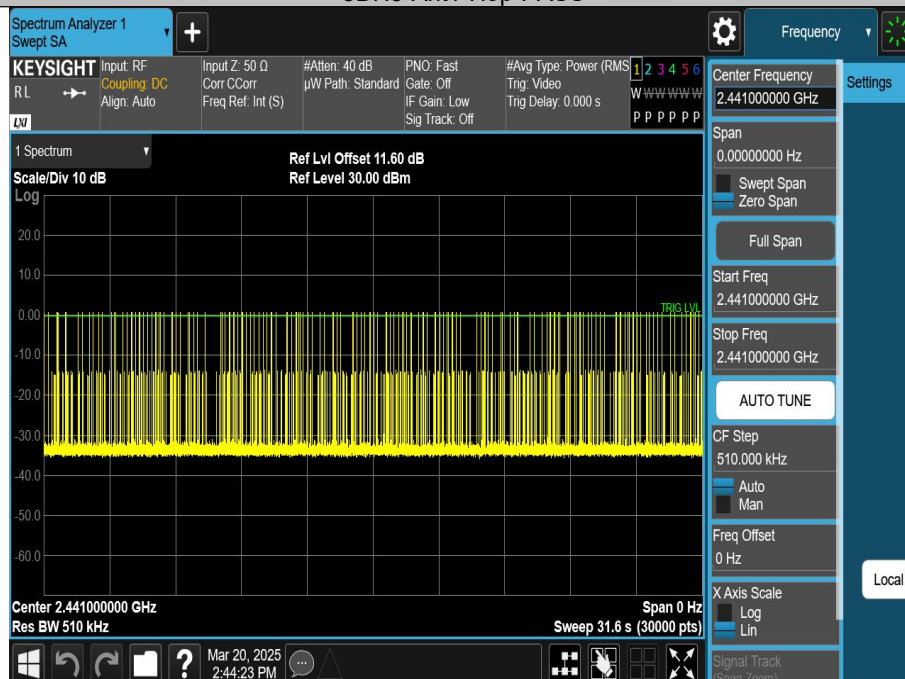 Spectrum Analyzer 1
Swept SA
+
Frequency
KEYSIGHT
RL
LXI
Input: RF
Coupling: DC
Align: Auto
Input Z: 50 Ω
Corr CCorr
Freq Ref: Int (S)
#Atten: 40 dB
µW Path: Standard
PNO: Fast
Gate: Off
IF Gain: Low
Sig Track: Off
#Avg Type: Power (RMS
Trig: Video
Trig Delay: 0.000 s
1 2 3 4 5 6
W W W W W W
P P P P P P
1 Spectrum
Scale/Div 10 dB
Log
Ref Lvl Offset 11.60 dB
Ref Level 30.00 dBm
20.0
10.0
0.00
-10.0
-20.0
-30.0
-40.0
-50.0
-60.0
TRIG LVL
Center 2.441000000 GHz
Res BW 510 kHz
Span 0 Hz
Sweep 31.6 s (30000 pts)
Center Frequency
2.441000000 GHz
Span
0.00000000 Hz
Swept Span
Zero Span
Full Span
Start Freq
2.441000000 GHz
Stop Freq
2.441000000 GHz
AUTO TUNE
CF Step
510.000 kHz
Auto
Man
Freq Offset
0 Hz
X Axis Scale
Log
Lin
Signal Track
(Span Zoom)
Settings
Local
?
Mar 20, 2025
2:44:23 PM